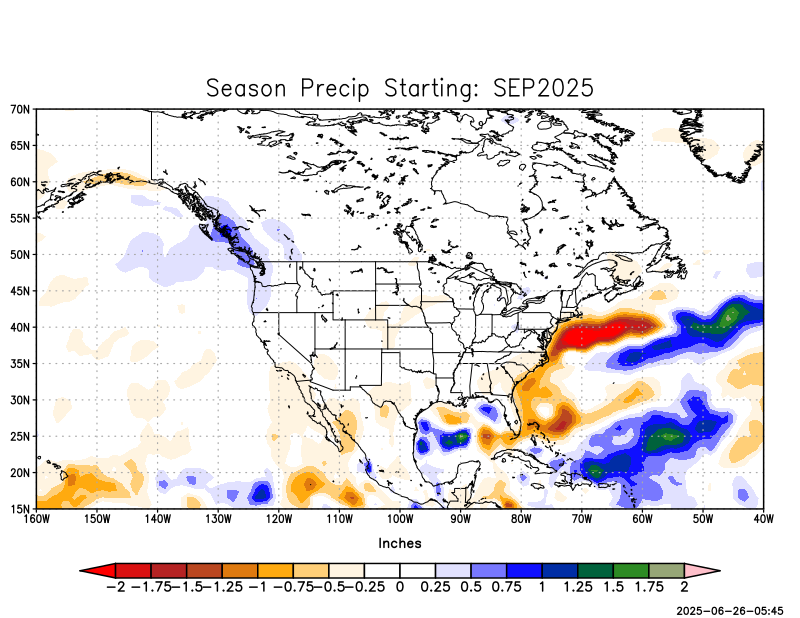 Season Precip Starting: SEP2025
70N
65N
60N
55N
50N
45N
40N
35N
30N
25N
20N
15N
160W 150W 140W 130W 120W 110W 100W 90W 80W 70W 60W 50W 40W
Inches
−2 −1.75−1.5−1.25 −1 −0.75−0.5−0.25 0 0.25 0.5 0.75 1 1.25 1.5 1.75 2
2025−06−26−05:45